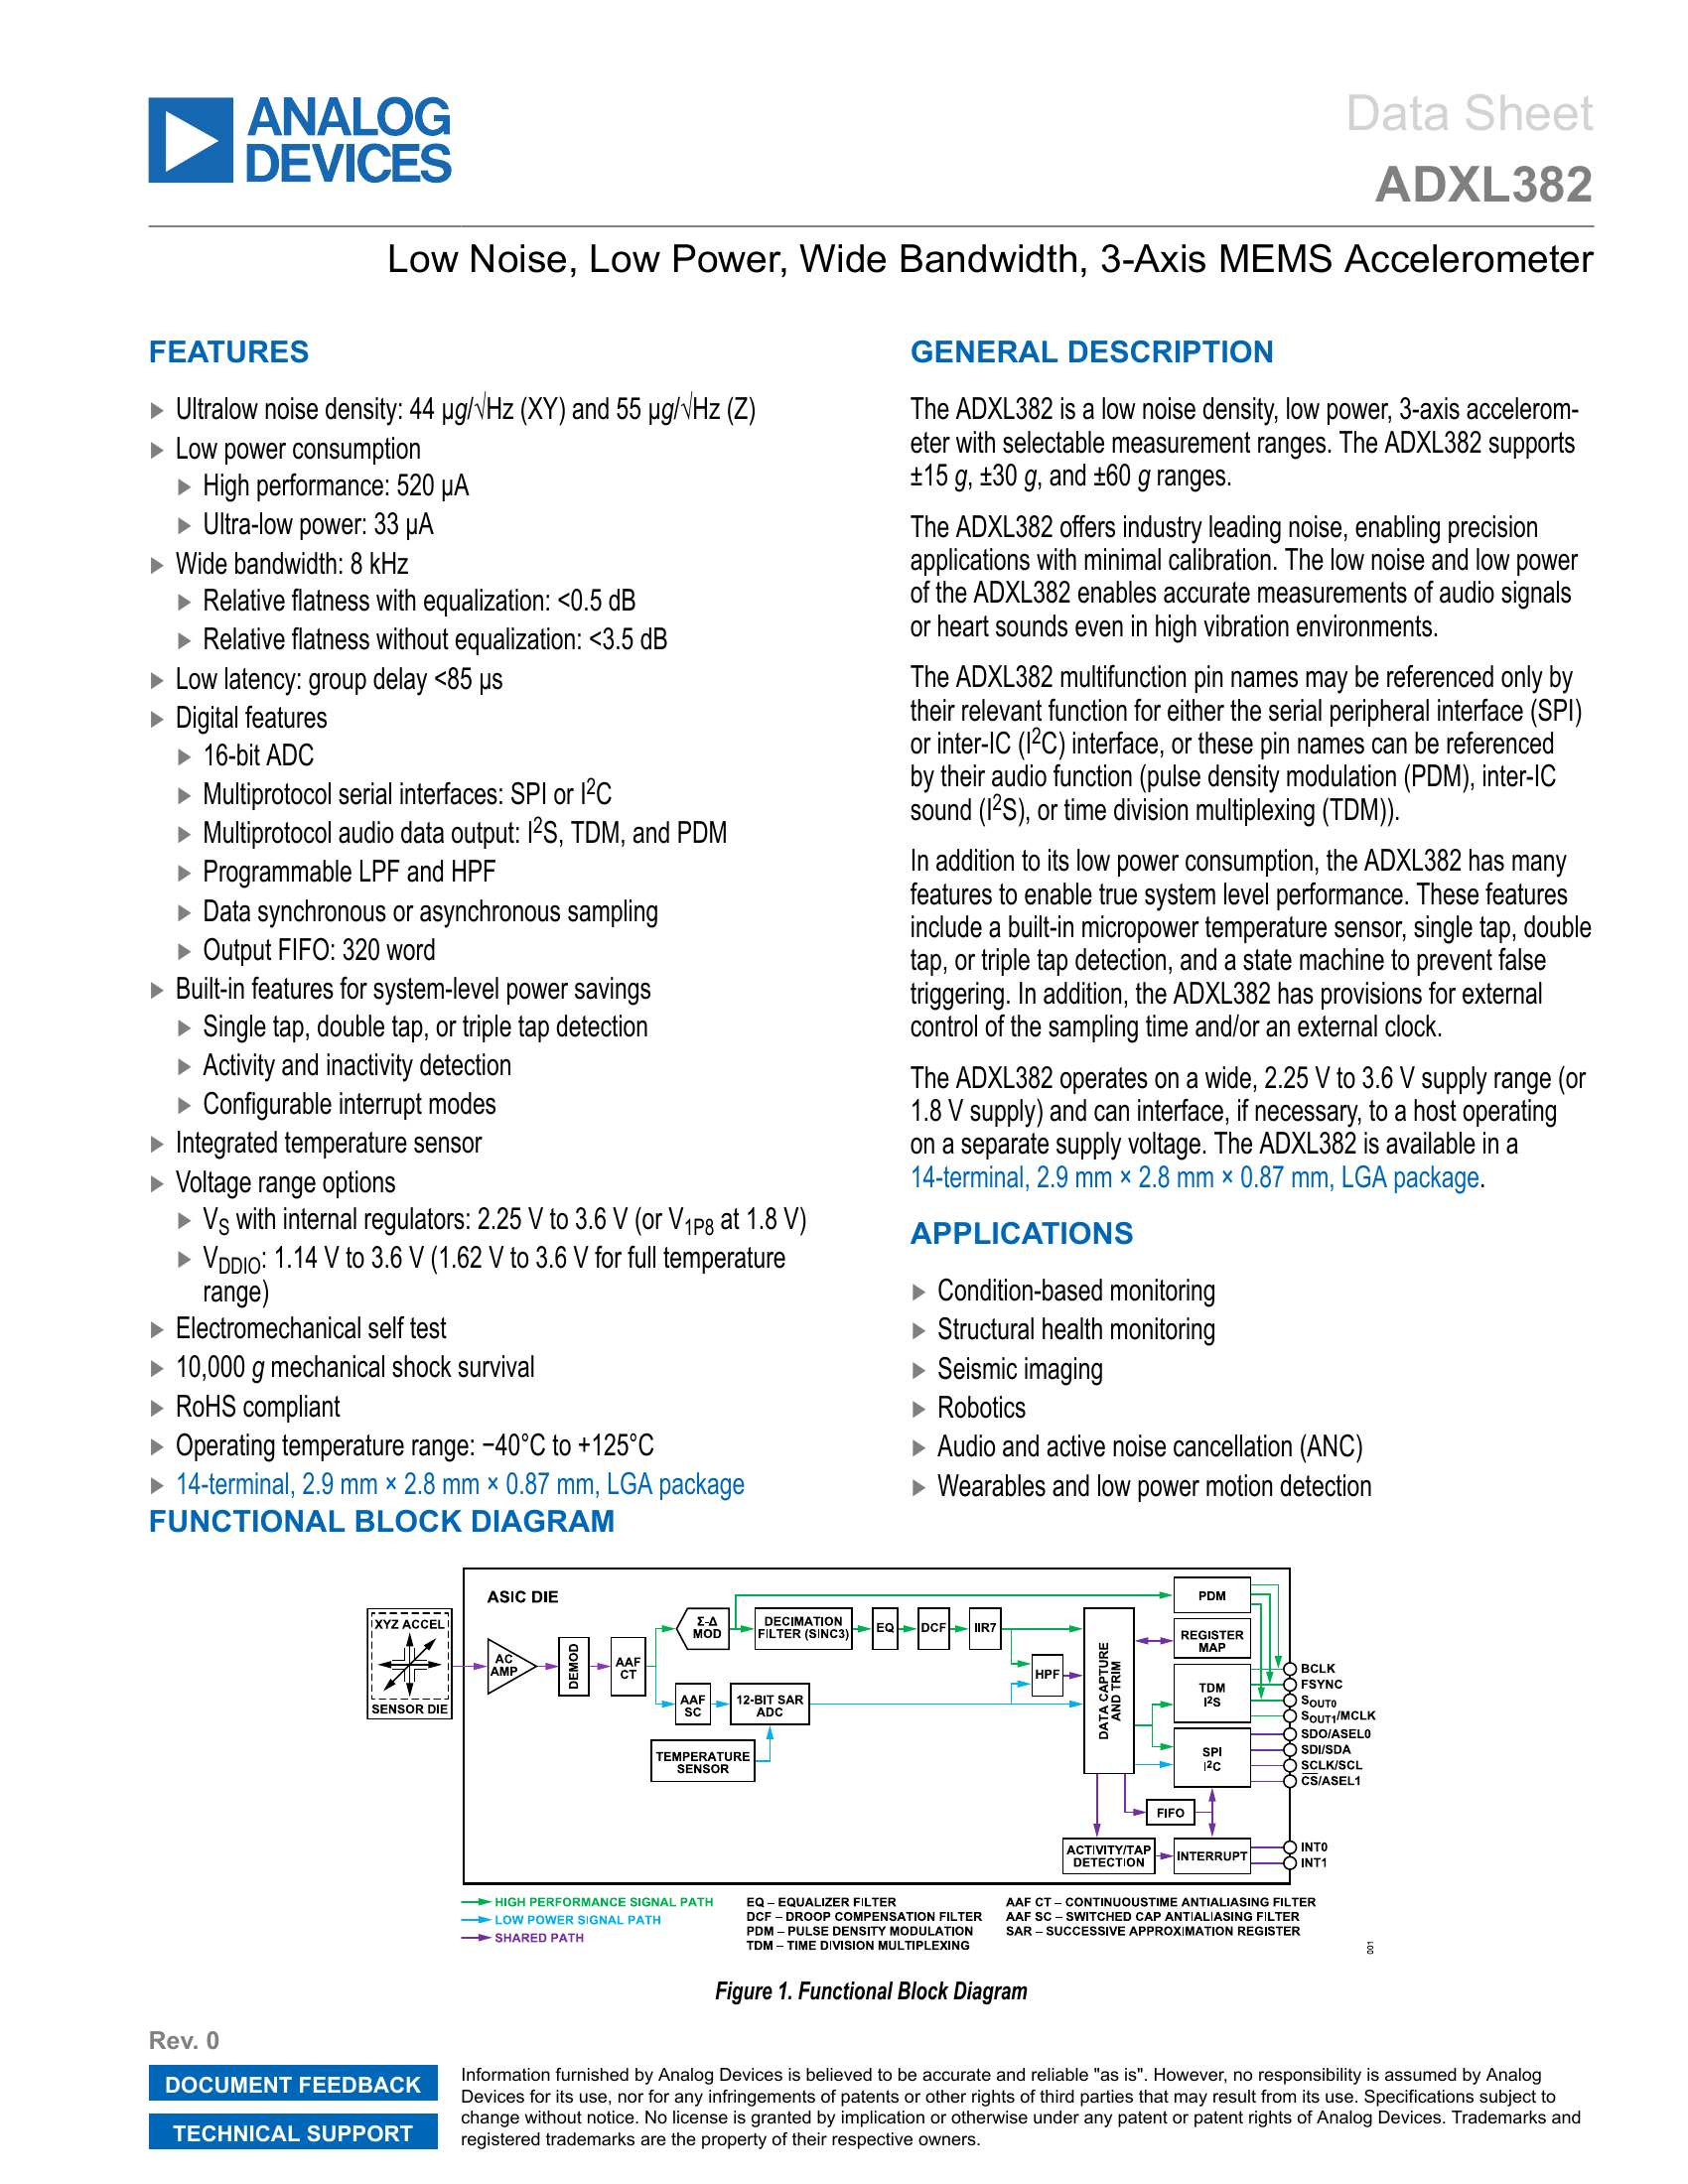 ANALOG
DEVICES
Data Sheet
ADXL382
Low Noise, Low Power, Wide Bandwidth, 3-Axis MEMS Accelerometer
FEATURES
▶ Ultralow noise density: 44 µg/√Hz (XY) and 55 µg/√Hz (Z)
▶ Low power consumption
▶ High performance: 520 µA
▶ Ultra-low power: 33 µA
▶ Wide bandwidth: 8 kHz
▶ Relative flatness with equalization: <0.5 dB
▶ Relative flatness without equalization: <3.5 dB
▶ Low latency: group delay <85 µs
▶ Digital features
▶ 16-bit ADC
▶ Multiprotocol serial interfaces: SPI or I²C
▶ Multiprotocol audio data output: I²S, TDM, and PDM
▶ Programmable LPF and HPF
▶ Data synchronous or asynchronous sampling
▶ Output FIFO: 320 word
▶ Built-in features for system-level power savings
▶ Single tap, double tap, or triple tap detection
▶ Activity and inactivity detection
▶ Configurable interrupt modes
▶ Integrated temperature sensor
▶ Voltage range options
▶ VS with internal regulators: 2.25 V to 3.6 V (or V1P8 at 1.8 V)
▶ VDDIO: 1.14 V to 3.6 V (1.62 V to 3.6 V for full temperature
range)
▶ Electromechanical self test
▶ 10,000 g mechanical shock survival
▶ RoHS compliant
▶ Operating temperature range: −40°C to +125°C
▶ 14-terminal, 2.9 mm × 2.8 mm × 0.87 mm, LGA package
GENERAL DESCRIPTION
The ADXL382 is a low noise density, low power, 3-axis accelerom-
eter with selectable measurement ranges. The ADXL382 supports
±15 g, ±30 g, and ±60 g ranges.
The ADXL382 offers industry leading noise, enabling precision
applications with minimal calibration. The low noise and low power
of the ADXL382 enables accurate measurements of audio signals
or heart sounds even in high vibration environments.
The ADXL382 multifunction pin names may be referenced only by
their relevant function for either the serial peripheral interface (SPI)
or inter-IC (I²C) interface, or these pin names can be referenced
by their audio function (pulse density modulation (PDM), inter-IC
sound (I²S), or time division multiplexing (TDM)).
In addition to its low power consumption, the ADXL382 has many
features to enable true system level performance. These features
include a built-in micropower temperature sensor, single tap, double
tap, or triple tap detection, and a state machine to prevent false
triggering. In addition, the ADXL382 has provisions for external
control of the sampling time and/or an external clock.
The ADXL382 operates on a wide, 2.25 V to 3.6 V supply range (or
1.8 V supply) and can interface, if necessary, to a host operating
on a separate supply voltage. The ADXL382 is available in a
14-terminal, 2.9 mm × 2.8 mm × 0.87 mm, LGA package.
APPLICATIONS
▶ Condition-based monitoring
▶ Structural health monitoring
▶ Seismic imaging
▶ Robotics
▶ Audio and active noise cancellation (ANC)
▶ Wearables and low power motion detection
FUNCTIONAL BLOCK DIAGRAM
ASIC DIE
XYZ ACCEL
SENSOR DIE
AC
AMP
DEMOD
AAF
CT
Σ-Δ
MOD
DECIMATION
FILTER (SINC3)
EQ
DCF
IIR7
HPF
AAF
SC
12-BIT SAR
ADC
TEMPERATURE
SENSOR
DATA CAPTURE
AND TRIM
PDM
REGISTER
MAP
TDM
I²S
SPI
I²C
FIFO
ACTIVITY/TAP
DETECTION
INTERRUPT
BCLK
FSYNC
SOUT0
SOUT1/MCLK
SDO/ASEL0
SDI/SDA
SCLK/SCL
CS/ASEL1
INT0
INT1
HIGH PERFORMANCE SIGNAL PATH
LOW POWER SIGNAL PATH
SHARED PATH
EQ – EQUALIZER FILTER
DCF – DROOP COMPENSATION FILTER
PDM – PULSE DENSITY MODULATION
TDM – TIME DIVISION MULTIPLEXING
AAF CT – CONTINUOUSTIME ANTIALIASING FILTER
AAF SC – SWITCHED CAP ANTIALIASING FILTER
SAR – SUCCESSIVE APPROXIMATION REGISTER
001
Figure 1. Functional Block Diagram
Rev. 0
DOCUMENT FEEDBACK
TECHNICAL SUPPORT
Information furnished by Analog Devices is believed to be accurate and reliable "as is". However, no responsibility is assumed by Analog
Devices for its use, nor for any infringements of patents or other rights of third parties that may result from its use. Specifications subject to
change without notice. No license is granted by implication or otherwise under any patent or patent rights of Analog Devices. Trademarks and
registered trademarks are the property of their respective owners.